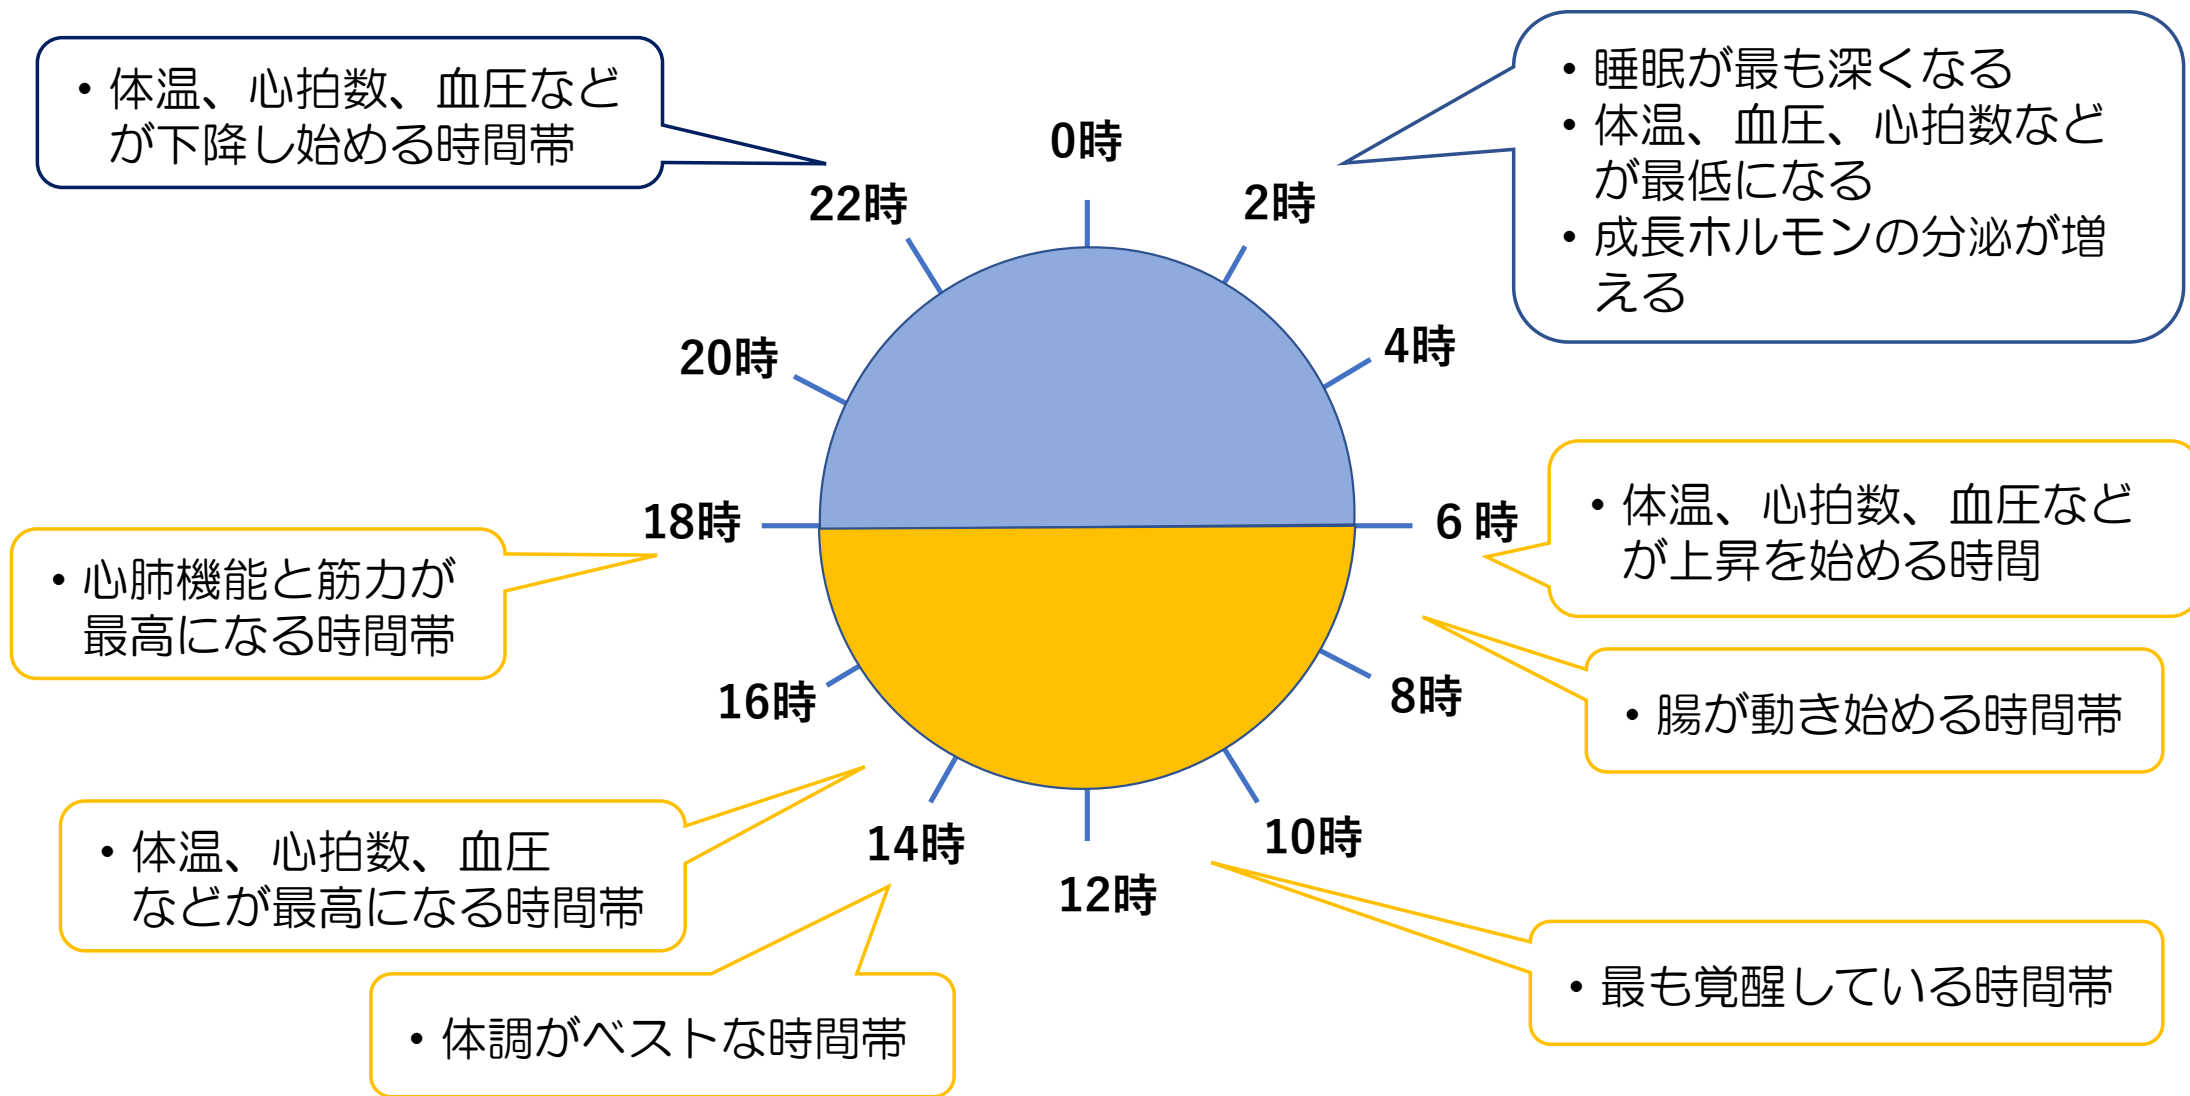 • 体温、心拍数、血圧など
が下降し始める時間帯
• 睡眠が最も深くなる
• 体温、血圧、心拍数など
が最低になる
• 成長ホルモンの分泌が増
える
0時
2時
4時
6 時
8時
10時
12時
14時
16時
18時
20時
22時
• 体温、心拍数、血圧など
が上昇を始める時間
• 腸が動き始める時間帯
• 最も覚醒している時間帯
• 体調がベストな時間帯
• 体温、心拍数、血圧
などが最高になる時間帯
• 心肺機能と筋力が
最高になる時間帯